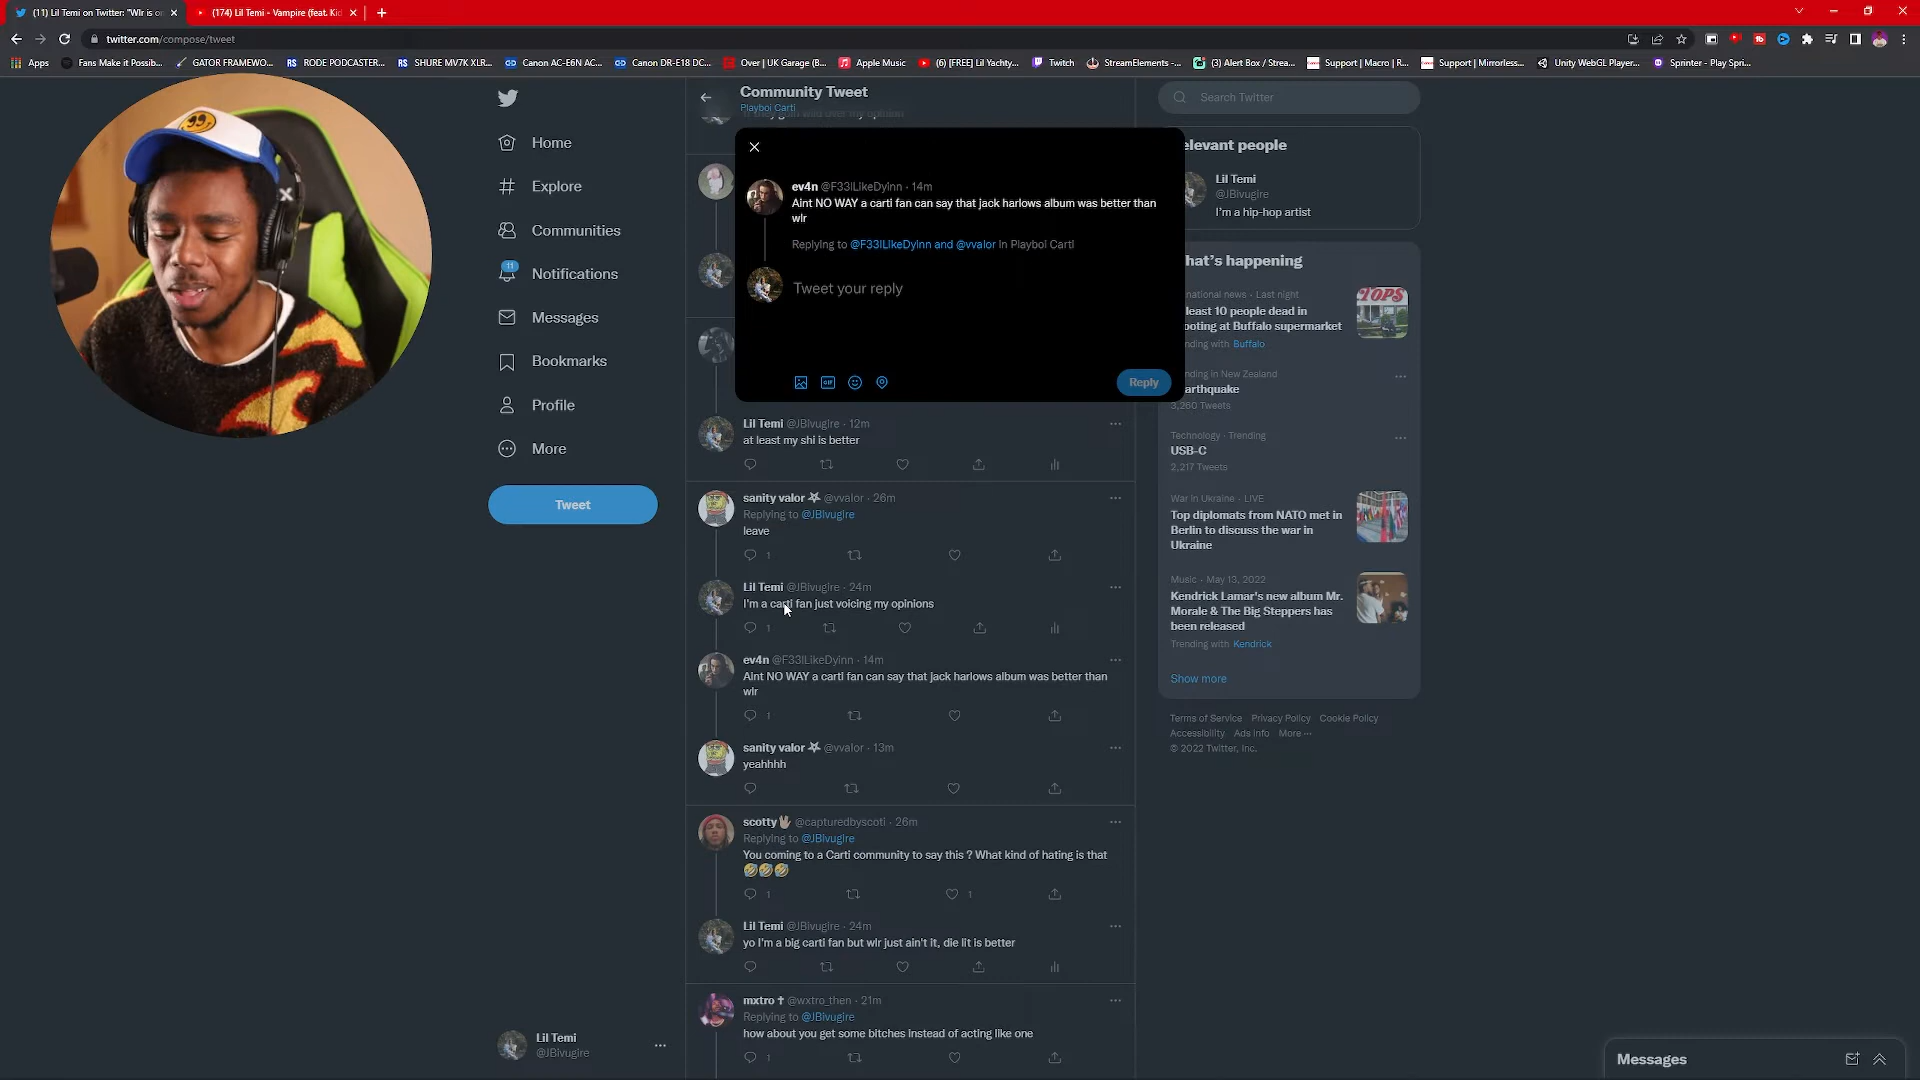 (11) Lil Temi on Twitter: "Wlr is o
(174) Lil Temi - Vampire (feat. Ki
twitter.com/compose/tweet
Apps
Fans Make it Possib...
GATOR FRAMEWO...
RS RODE PODCASTER...
RS SHURE MV7K XLR...
Canon AC-E6N AC...
Canon DR-E18 DC...
Over | UK Garage (B...
Apple Music
(6) [FREE] Lil Yachty...
Twitch
StreamElements -...
(3) Alert Box / Strea...
Support | Macro | R...
Support | Mirrorless...
Unity WebGL Player...
Sprinter - Play Spri...
99
Home
Explore
Communities
11
Notifications
Messages
Bookmarks
Profile
More
Tweet
Lil Temi
@JBivugire
Community Tweet
Playboi Carti
ev4n @F33lLikeDyinn · 14m
Aint NO WAY a carti fan can say that jack harlows album was better than
wlr
Replying to @F33lLikeDyinn and @vvalor in Playboi Carti
Tweet your reply
GIF
Reply
Lil Temi @JBivugire · 12m
at least my shi is better
sanity valor @vvalor · 26m
Replying to @JBivugire
leave
1
Lil Temi @JBivugire · 24m
I'm a carti fan just voicing my opinions
1
ev4n @F33lLikeDyinn · 14m
Aint NO WAY a carti fan can say that jack harlows album was better than
wlr
1
sanity valor @vvalor · 13m
yeahhhh
scotty @capturedbyscoti · 26m
Replying to @JBivugire
You coming to a Carti community to say this ? What kind of hating is that
🤣🤣🤣
1
1
Lil Temi @JBivugire · 24m
yo I'm a big carti fan but wlr just ain't it, die lit is better
mxtro ✝ @wxtro_then · 21m
Replying to @JBivugire
how about you get some bitches instead of acting like one
1
Search Twitter
elevant people
Lil Temi
@JBivugire
I'm a hip-hop artist
hat's happening
national news · Last night
least 10 people dead in
ooting at Buffalo supermarket
nding with Buffalo
TOPS
nding in New Zealand
arthquake
3,260 Tweets
Technology · Trending
USB-C
2,217 Tweets
War in Ukraine · LIVE
Top diplomats from NATO met in
Berlin to discuss the war in
Ukraine
Music · May 13, 2022
Kendrick Lamar's new album Mr.
Morale & The Big Steppers has
been released
Trending with Kendrick
Show more
Terms of Service Privacy Policy Cookie Policy
Accessibility Ads info More ···
© 2022 Twitter, Inc.
Messages